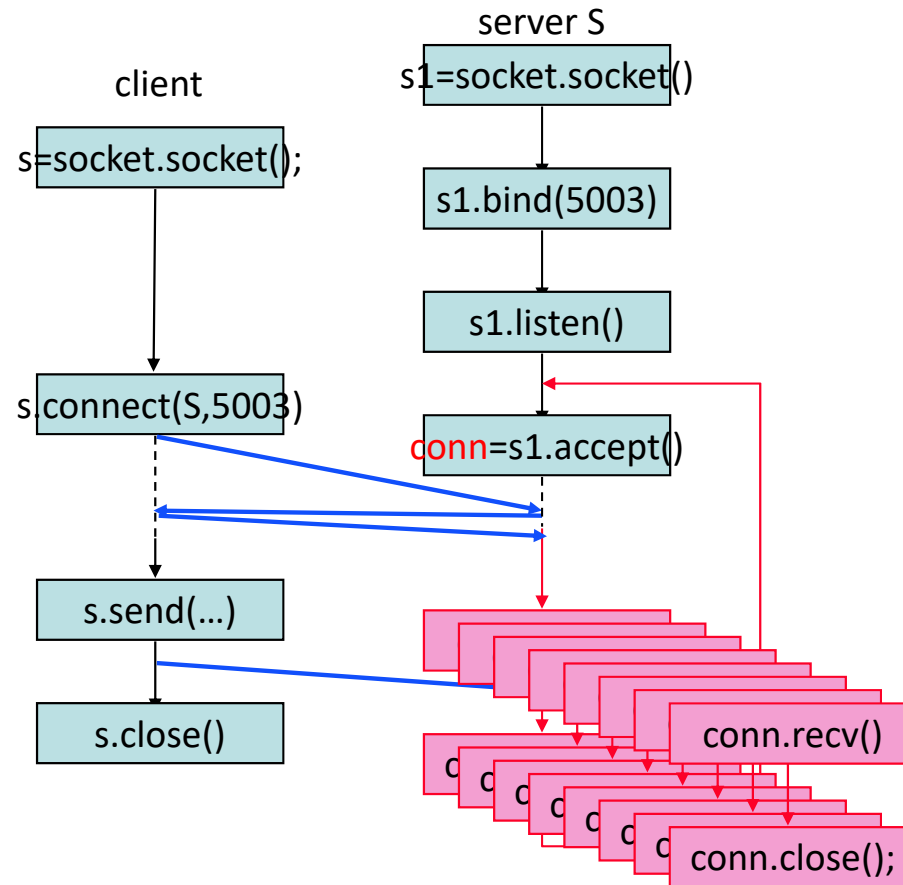 server S
client
s1=socket.socket()
s=socket.socket();
s1.bind(5003)
s1.listen()
s.connect(S,5003)
conn=s1.accept()
s.send(...)
s.close()
conn.recv()
c
c
c
c
c
c
c
conn.close();